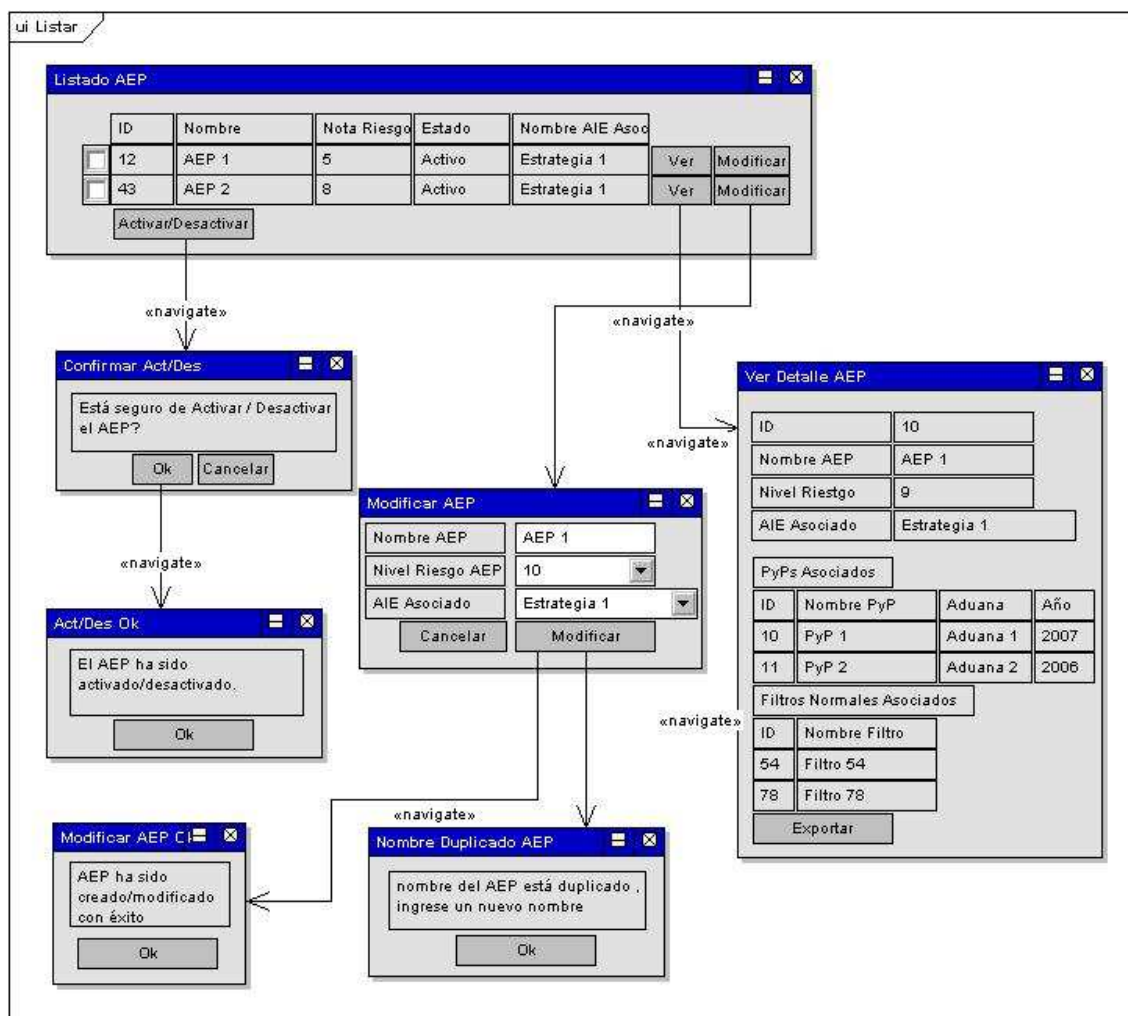 ui Listar
Listado AEP
ID Nombre Nota Riesgo Estado Nombre AIE Asoc
12 AEP 1 5 Activo Estrategia 1 Ver Modificar
43 AEP 2 8 Activo Estrategia 1 Ver Modificar
Activar/Desactivar
«navigate»
«navigate»
Confirmar Act/Des
Está seguro de Activar / Desactivar
el AEP?
Ok Cancelar
«navigate»
Act/Des Ok
El AEP ha sido
activado/desactivado.
Ok
Modificar AEP
Nombre AEP AEP 1
Nivel Riesgo AEP 10
AIE Asociado Estrategia 1
Cancelar Modificar
«navigate»
Ver Detalle AEP
ID 10
Nombre AEP AEP 1
Nivel Riestgo 9
AIE Asociado Estrategia 1
PyPs Asociados
ID Nombre PyP Aduana Año
10 PyP 1 Aduana 1 2007
11 PyP 2 Aduana 2 2006
Filtros Normales Asociados
ID Nombre Filtro
54 Filtro 54
78 Filtro 78
Exportar
«navigate»
«navigate»
Modificar AEP
AEP ha sido
creado/modificado
con éxito
Ok
Nombre Duplicado AEP
nombre del AEP está duplicado ,
ingrese un nuevo nombre
Ok